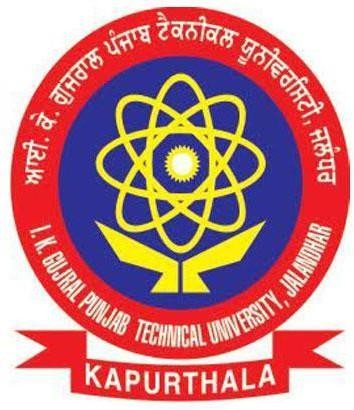 ਆਈ. ਕੇ. ਗੁਜਰਾਲ ਪੰਜਾਬ ਟੈਕਨੀਕਲ ਯੂਨੀਵਰਸਿਟੀ, ਜਲੰਧਰ
I. K. GUJRAL PUNJAB TECHNICAL UNIVERSITY, JALANDHAR
KAPURTHALA